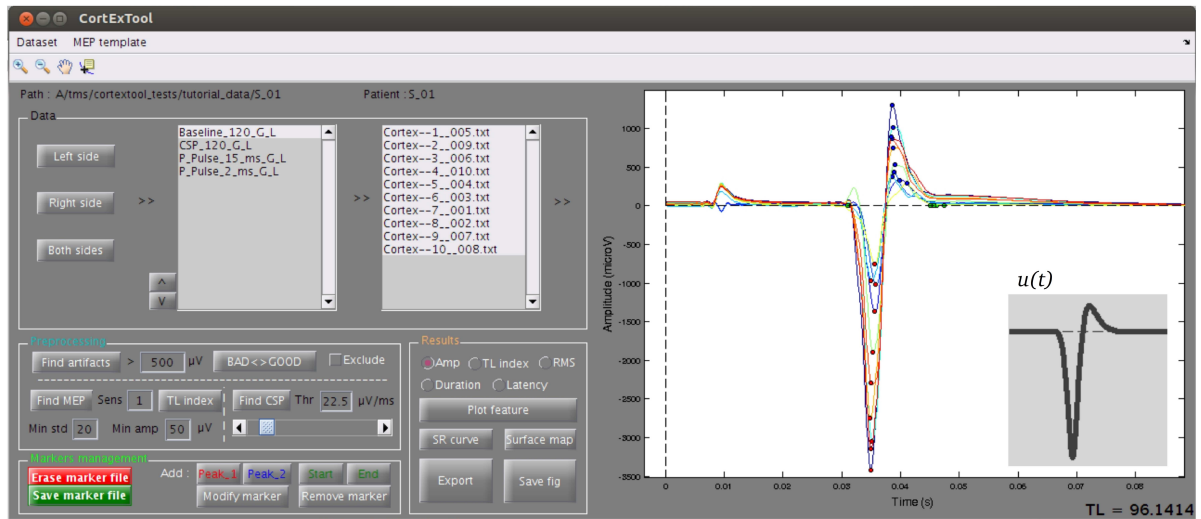 CortExTool
Dataset MEP template
Path : A/tms/cortextool_tests/tutorial_data/S_01 Patient : S_01
Data
Left side
Right side
Both sides
>>
^
V
Baseline_120_G_L
CSP_120_G_L
P_Pulse_15_ms_G_L
P_Pulse_2_ms_G_L
>>
Cortex--1__005.txt
Cortex--2__009.txt
Cortex--3__006.txt
Cortex--4__010.txt
Cortex--5__004.txt
Cortex--6__003.txt
Cortex--7__001.txt
Cortex--8__002.txt
Cortex--9__007.txt
Cortex--10__008.txt
>>
Preprocessing
Find artifacts > 500 µV BAD<>GOOD Exclude
Find MEP Sens 1 TL index Find CSP Thr 22.5 µV/ms
Min std 20 Min amp 50 µV
Markers management
Erase marker file
Save marker file
Add : Peak_1 Peak_2 Start End
Modify marker Remove marker
Results
Amp TL index RMS
Duration Latency
Plot feature
SR curve Surface map
Export Save fig
Amplitude (microV)
1000
500
0
-500
-1000
-1500
-2000
-2500
-3000
-3500
0 0.01 0.02 0.03 0.04 0.05 0.06 0.07 0.08
Time (s)
u(t)
TL = 96.1414